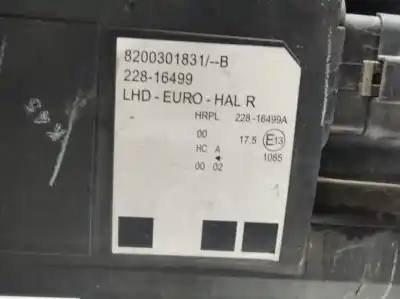 8200301831/--B
228-16499
LHD - EURO - HAL R
HRPL 228-16499A
00 17.5 E13
HC A 1085
00 02